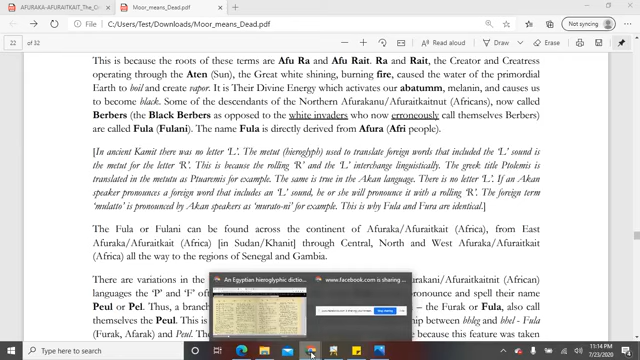 AFURAKA-AFURAITKAIT_The_C
Moor_means_Dead.pdf
C:/Users/Test/Downloads/Moor_means_Dead.pdf
Not syncing
22 of 32
Read aloud
Draw
Erase
This is because the roots of these terms are Afu Ra and Afu Rait. Ra and Rait, the Creator and Creatress
operating through the Aten (Sun), the Great white shining, burning fire, caused the water of the primordial
Earth to boil and create vapor. It is Their Divine Energy which activates our abatumm, melanin, and causes us
to become black. Some of the descendants of the Northern Afurakanu/Afuraitkaitnut (Africans), now called
Berbers (the Black Berbers as opposed to the white invaders who now erroneously call themselves Berbers)
are called Fula (Fulani). The name Fula is directly derived from Afura (Afri people).
[In ancient Kamit there was no letter 'L'. The metut (hieroglyph) used to translate foreign words that included the 'L' sound is
the metut for the letter 'R'. This is because the rolling 'R' and the 'L' interchange linguistically. The greek title Ptolemis is
translated in the metutu as Ptuaremis for example. The same is true in the Akan language. There is no letter 'L'. If an Akan
speaker pronounces a foreign word that includes an 'L' sound, he or she will pronounce it with a rolling 'R'. The foreign term
'mulatto' is pronounced by Akan speakers as 'murato-ni' for example. This is why Fula and Fura are identical.]
The Fula or Fulani can be found across the continent of Afuraka/Afuraitkait (Africa), from East
Afuraka/Afuraitkait (Africa) [in Sudan/Khanit] through Central, North and West Afuraka/Afuraitkait
(Africa) all the way to the regions of Senegal and Gambia.
There are variations in the
akani/Afuraitkaitnit (African)
languages the 'P' and 'F' of
onounce and spell their name
Peul or Pel. Thus, a branch
the Furak or Fula, also call
themselves the Peul. This is
hip between bhleg and bhel - Fula
(Furak, Afarak) and Peul. The
e because this feature was taken
An Egyptian hieroglyphic dictio...
www.facebook.com is sharing ...
11:14 PM
7/23/2020